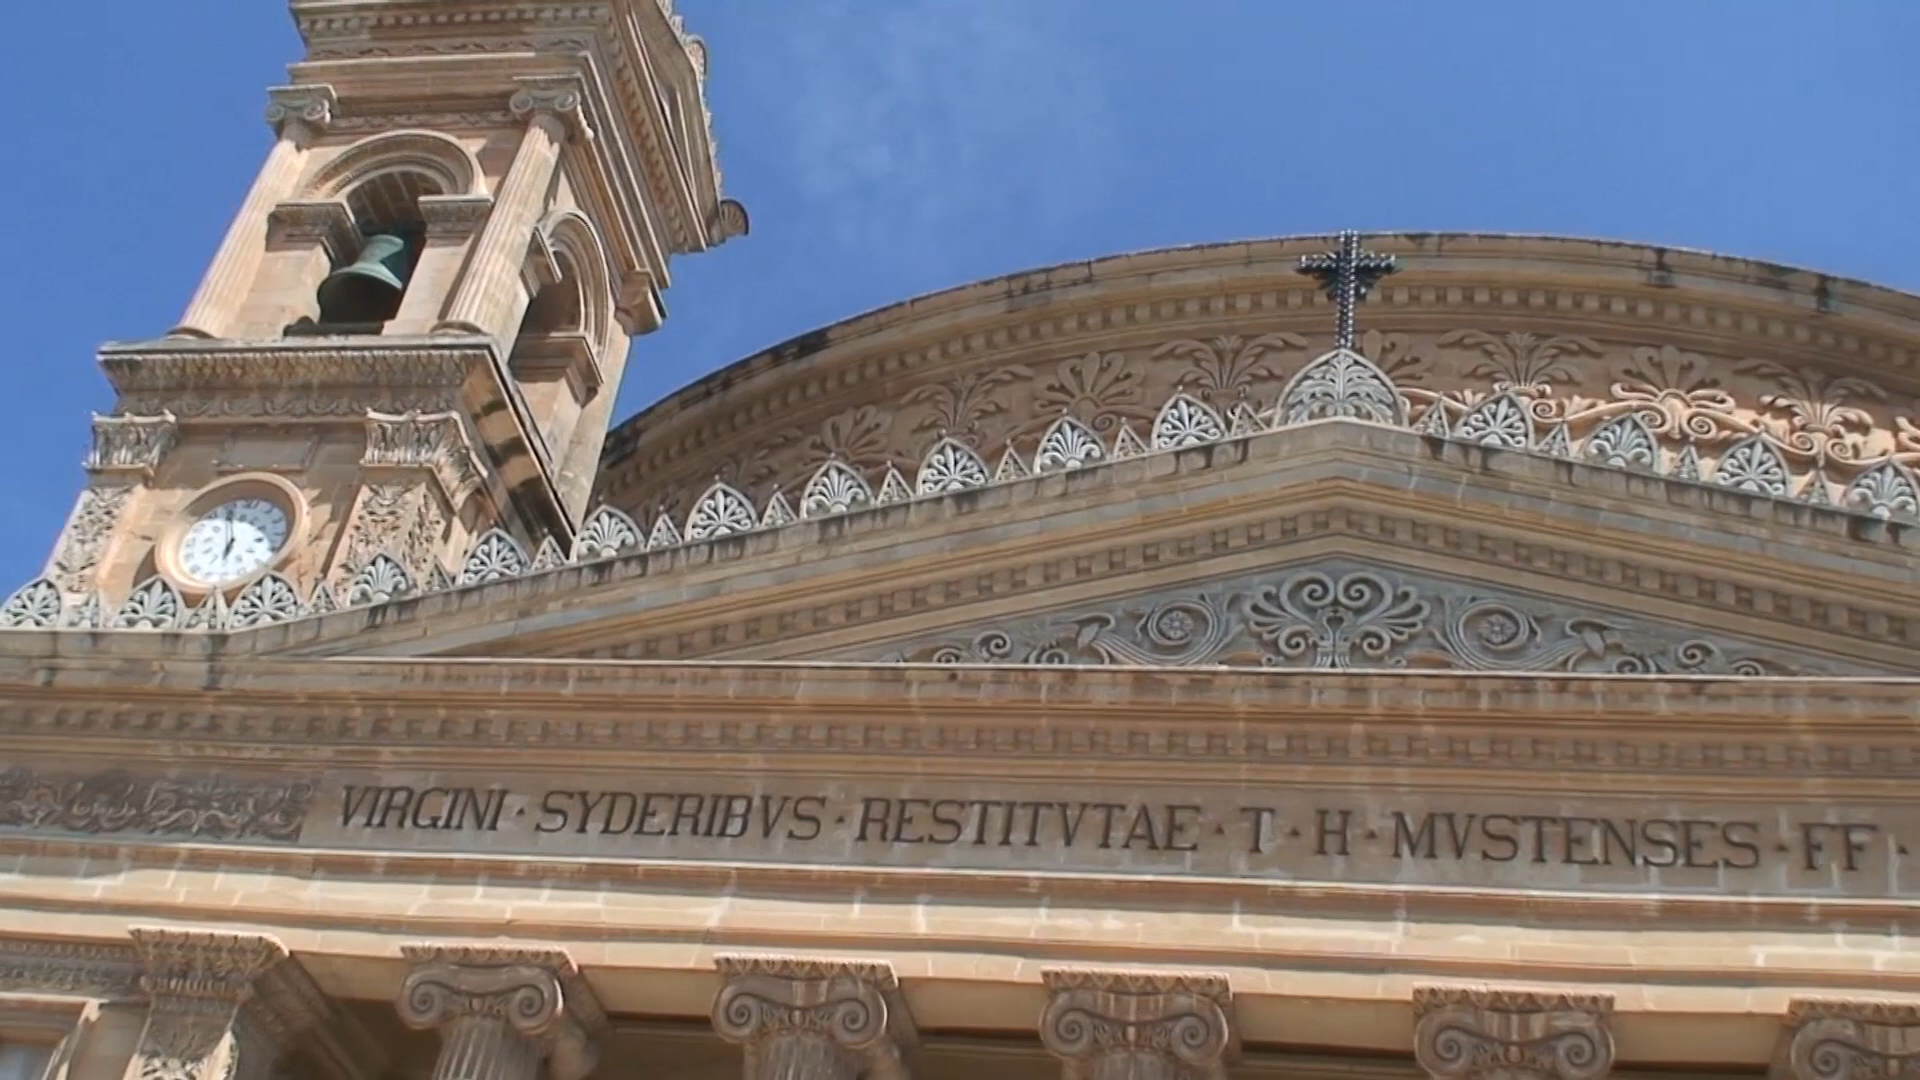 VIRGINI · SYDERIBVS · RESTITVTAE · T · H · MVSTENSES · FF ·